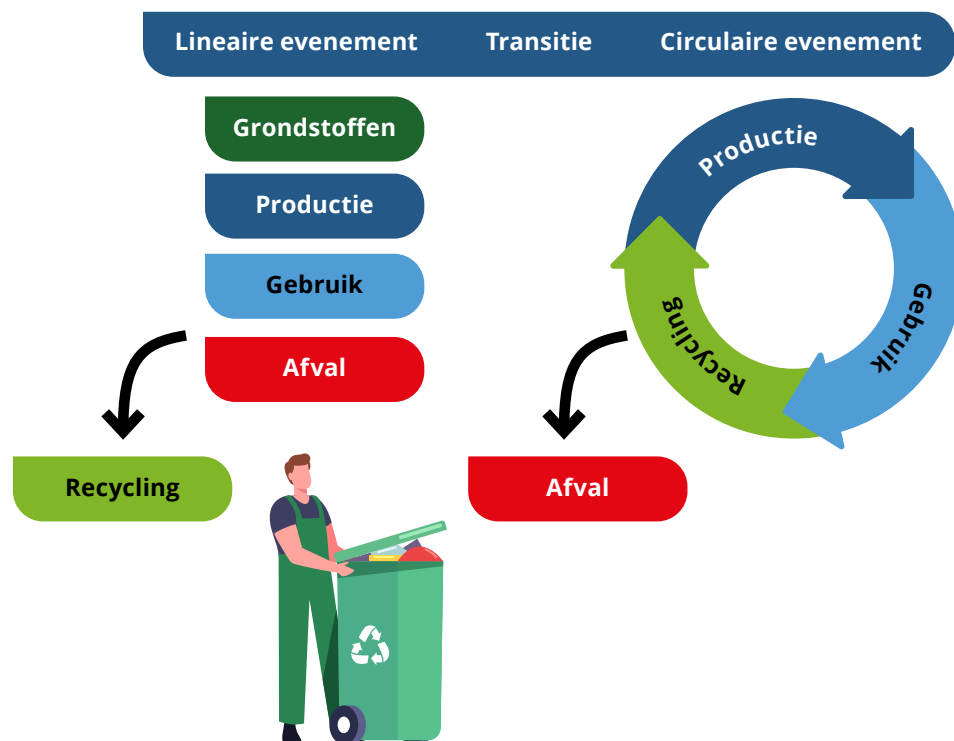 Lineaire evenement Transitie Circulaire evenement
Grondstoffen
Productie
Gebruik
Afval
Recycling
Productie
Gebruik
Recycling
Afval